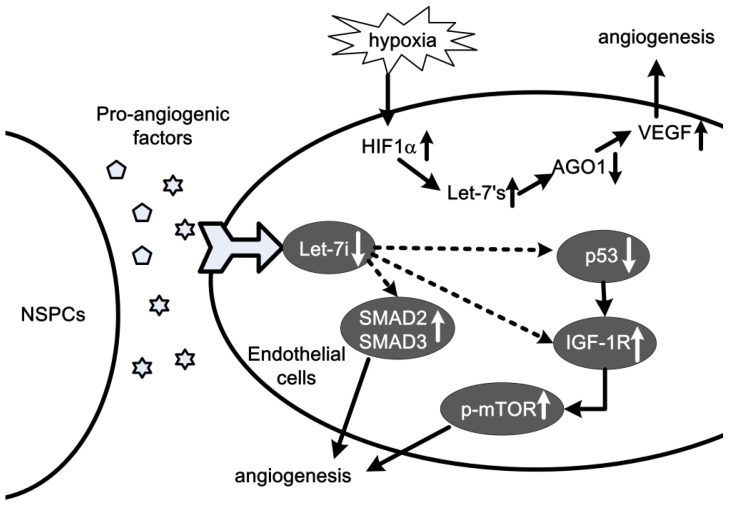 hypoxia
angiogenesis
Pro-angiogenic
factors
HIF1α
VEGF
AGO1
Let-7's
Let-7i
p53
NSPCs
SMAD2
SMAD3
IGF-1R
Endothelial
cells
p-mTOR
angiogenesis